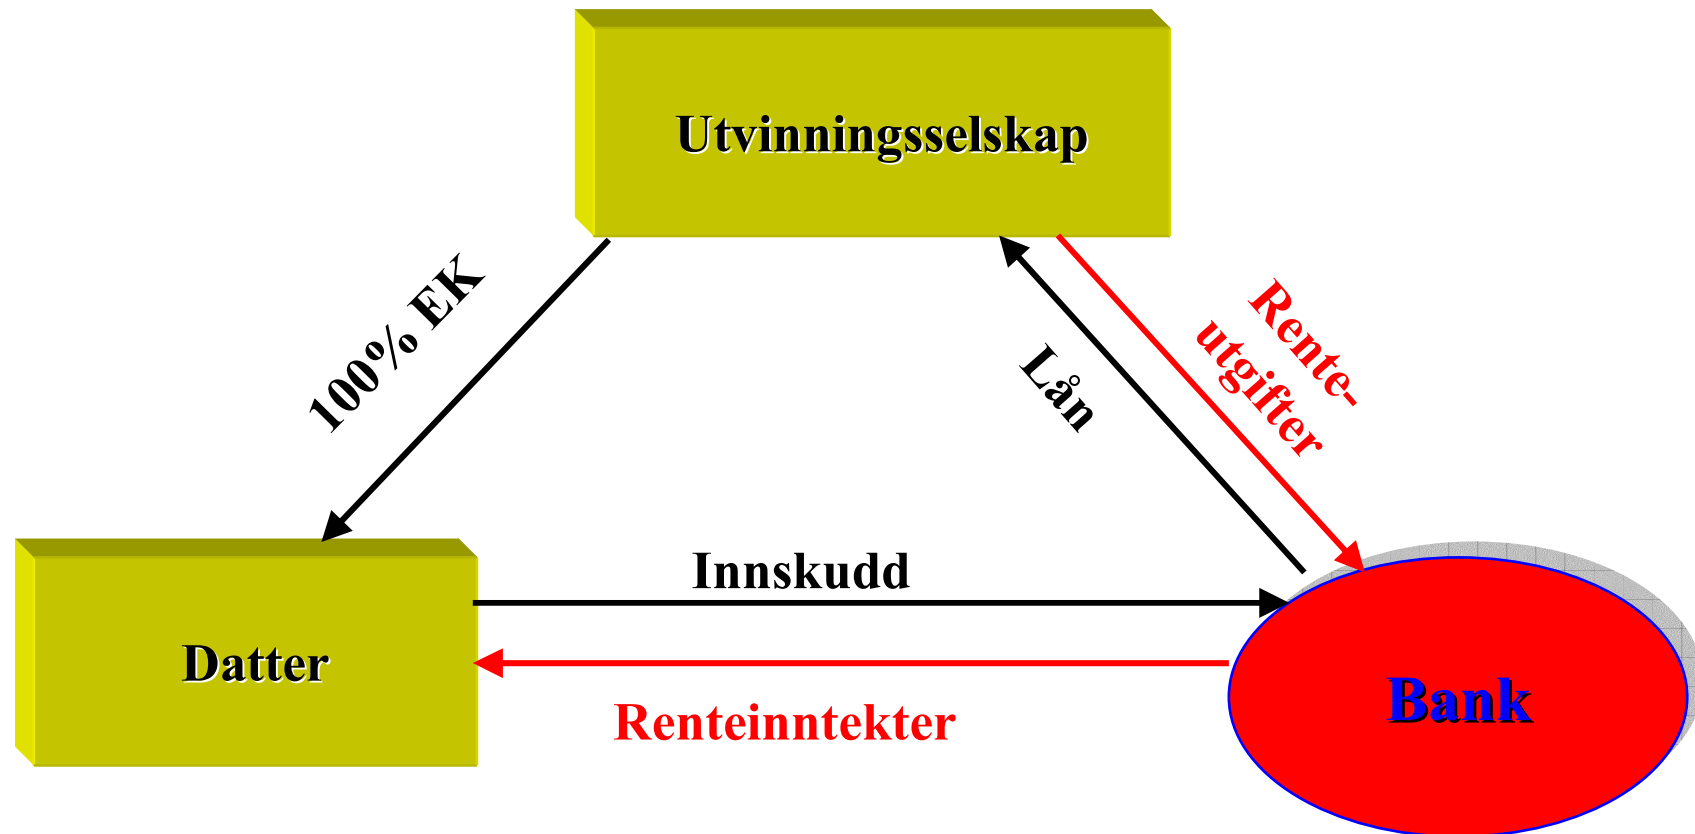 Utvinningsselskap
100% EK
Lån
Rente-
utgifter
Innskudd
Datter
Renteinntekter
Bank